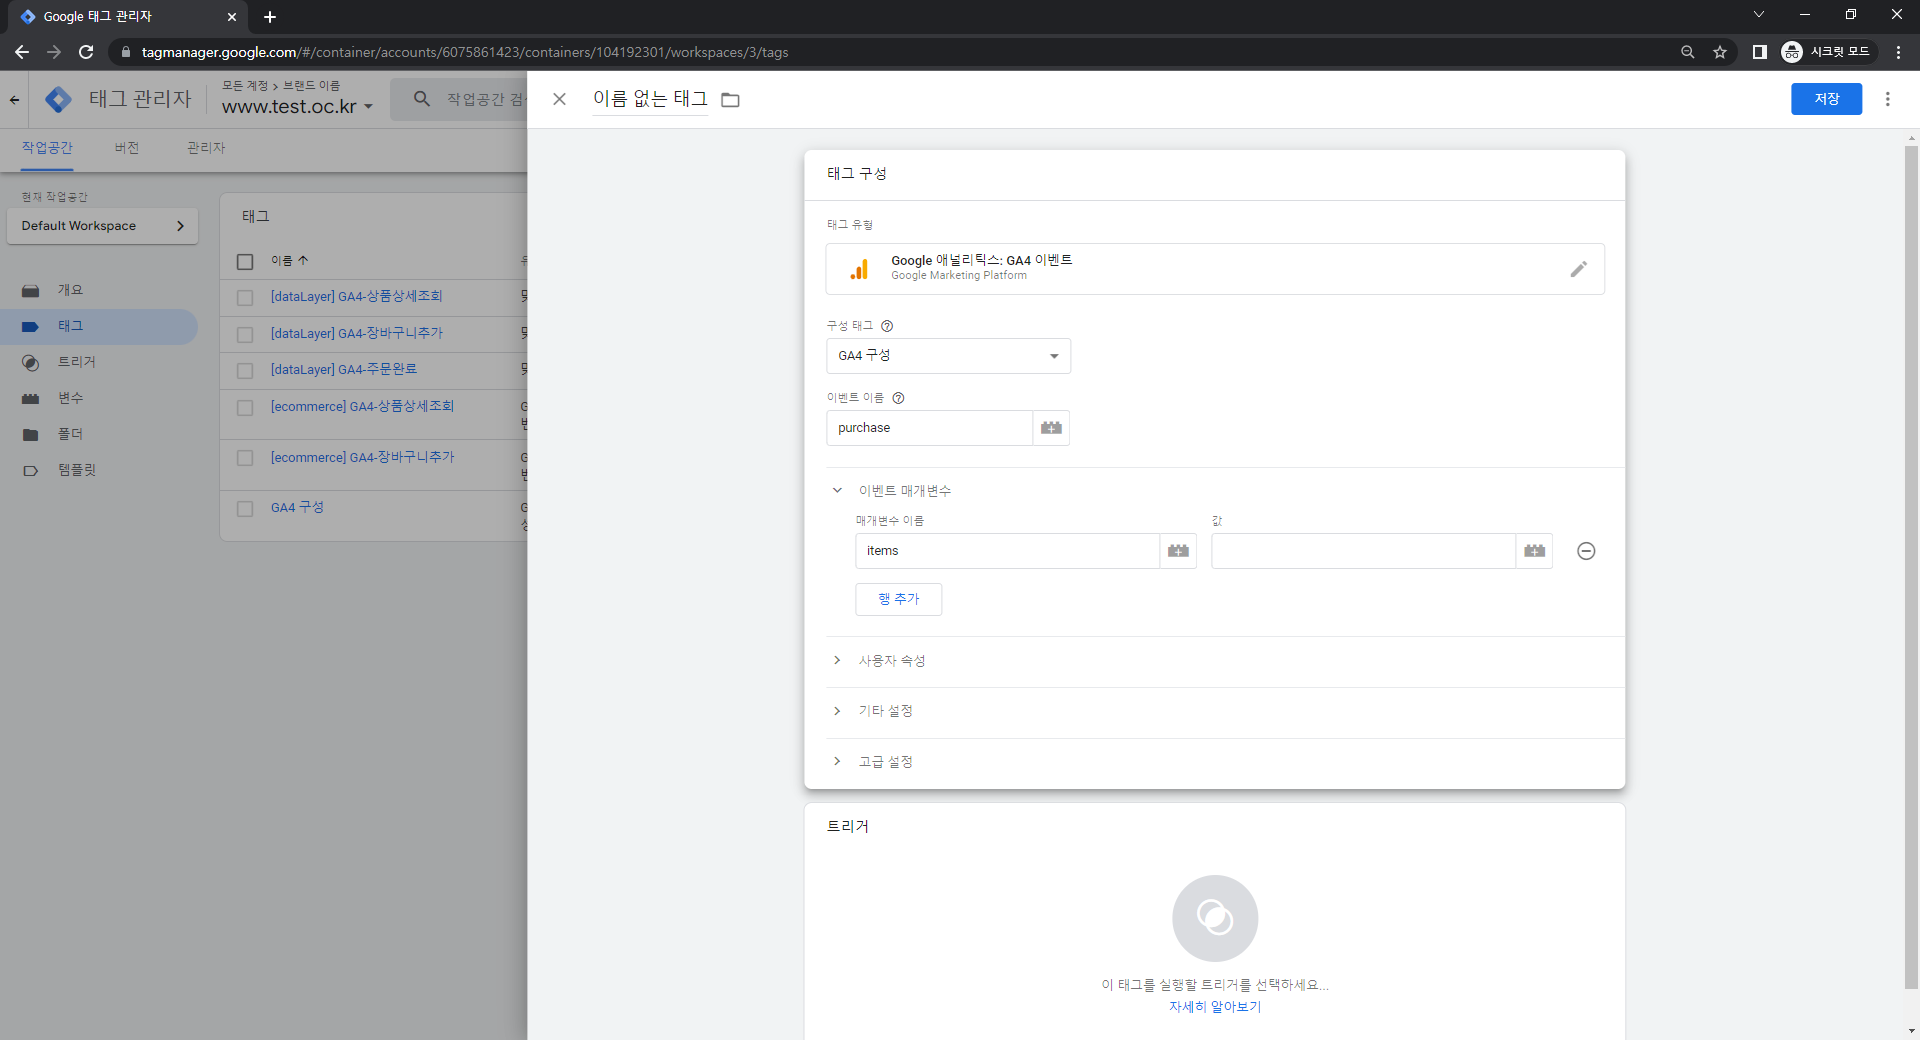 Google 태그 관리자
tagmanager.google.com/#/container/accounts/6075861423/containers/104192301/workspaces/3/tags
시크릿 모드
태그 관리자
모든 계정 > 브랜드 이름
www.test.oc.kr
작업공간 검
이름 없는 태그
저장
작업공간
버전
관리자
현재 작업공간
Default Workspace
개요
태그
트리거
변수
폴더
템플릿
태그
이름
[dataLayer] GA4-상품상세조회
[dataLayer] GA4-장바구니추가
[dataLayer] GA4-주문완료
[ecommerce] GA4-상품상세조회
[ecommerce] GA4-장바구니추가
GA4 구성
태그 구성
태그 유형
Google 애널리틱스: GA4 이벤트
Google Marketing Platform
구성 태그
GA4 구성
이벤트 이름
purchase
이벤트 매개변수
매개변수 이름
값
items
행 추가
사용자 속성
기타 설정
고급 설정
트리거
이 태그를 실행할 트리거를 선택하세요...
자세히 알아보기